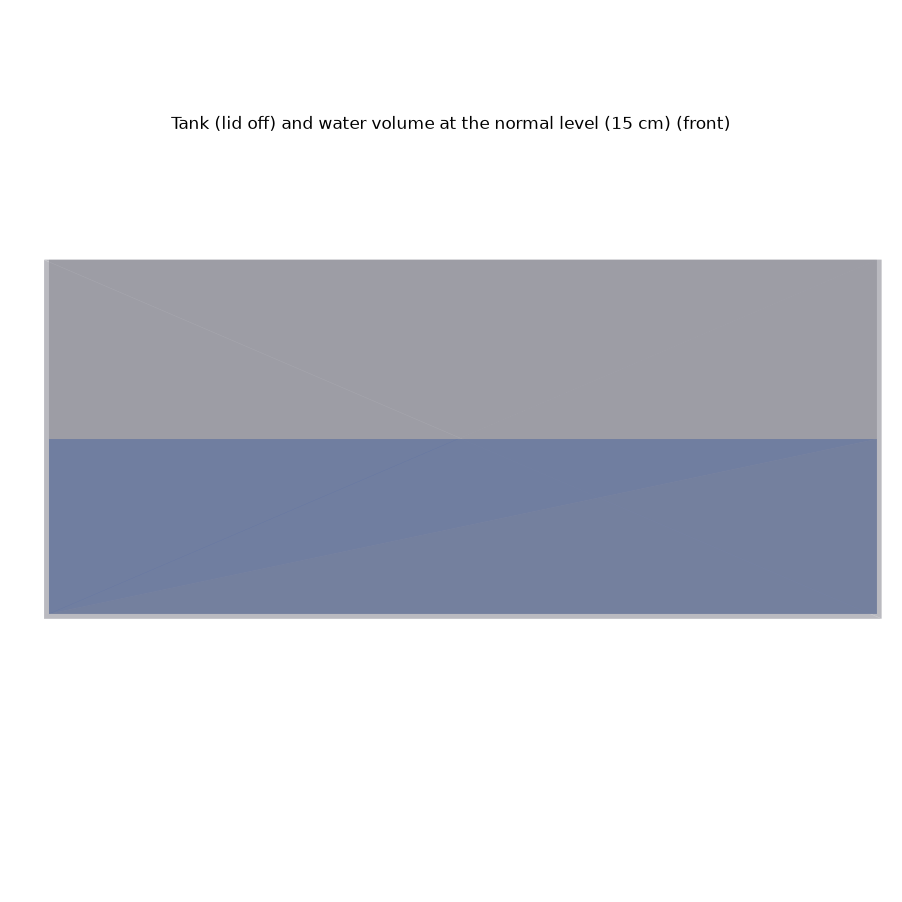 Tank (lid off) and water volume at the normal level (15 cm) (front)